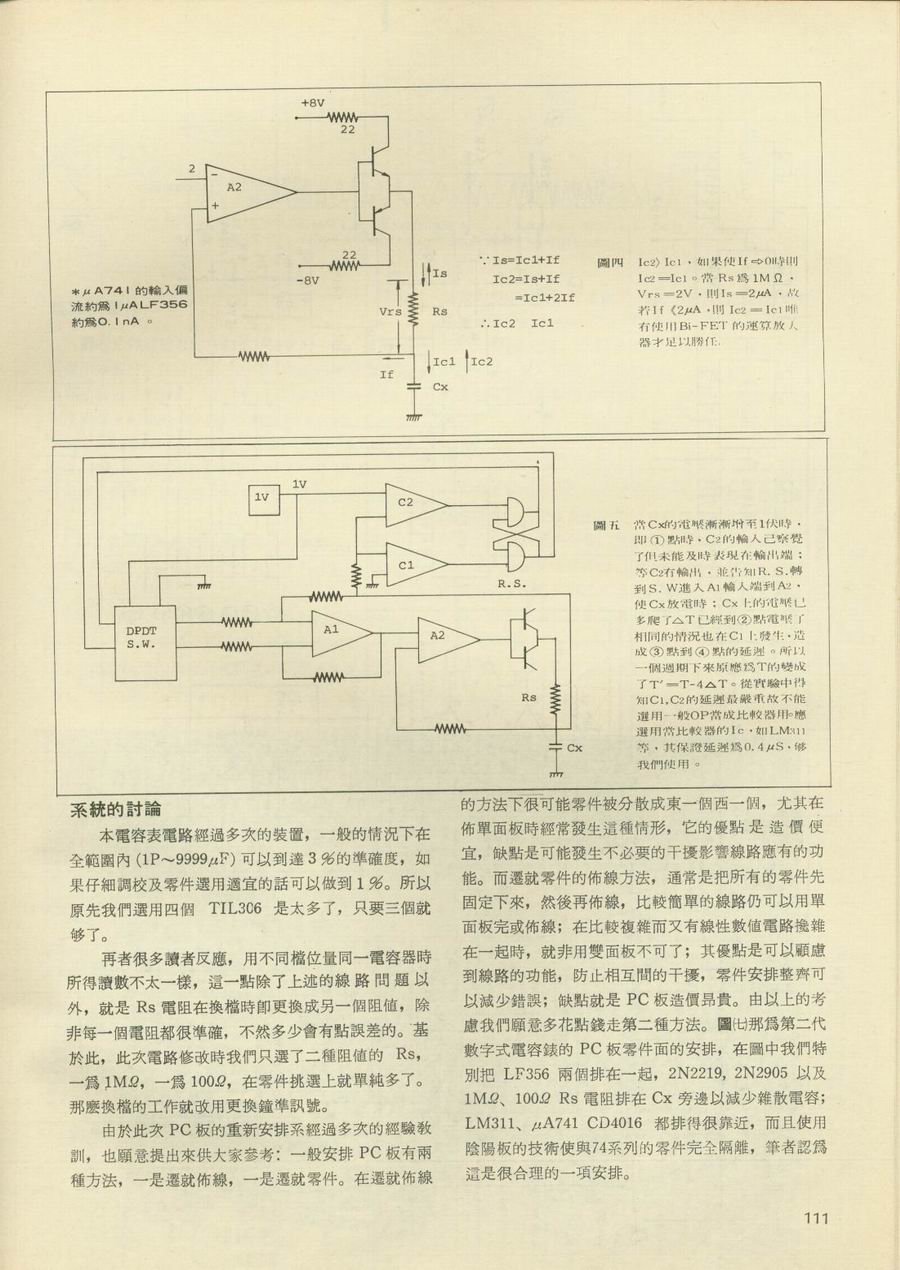 +8V
22
2
A2
-
+
22
-8V
Is
Vrs
Rs
If
Ic1
Ic2
Cx
＊μA741的輸入偏
流約爲1μALF356
約爲0.1nA。
∵Is=Ic1+If
Ic2=Is+If
=Ic1+2If
∴Ic2 Ic1
圖四
Ic2〉Ic1，如果使If⇨0時則
Ic2＝Ic1。當Rs爲1MΩ，
Vrs＝2V，則Is＝2μA，故
若If《2μA，則Ic2＝Ic1唯
有使用Bi-FET的運算放大
器才足以勝任.
1V
1V
C2
C1
R.S.
DPDT
S.W.
A1
A2
Rs
Cx
圖五
當Cx的電壓漸漸增至1伏時，
即①點時，C2的輸入已察覺
了但未能及時表現在輸出端；
等C2有輸出，並告知R. S.轉
到S. W進入A1輸入端到A2，
使Cx放電時；Cx上的電壓已
多爬了△T已經到②點電壓了
相同的情況也在C1上發生，造
成③點到④點的延遲。所以
一個週期下來原應爲T的變成
了T′＝T-4△T。從實驗中得
知C1,C2的延遲最嚴重故不能
選用一般OP當成比較器用。應
選用當比較器的Ic，如LM311
等，其保證延遲爲0.4μS，够
我們使用。
系統的討論
本電容表電路經過多次的裝置，一般的情況下在
全範圍內(1P～9999μF)可以到達3％的準確度，如
果仔細調校及零件選用適宜的話可以做到1％。所以
原先我們選用四個 TIL306 是太多了，只要三個就
够了。
再者很多讀者反應，用不同檔位量同一電容器時
所得讀數不太一樣，這一點除了上述的線路問題以
外，就是 Rs 電阻在換檔時卽更換成另一個阻値，除
非每一個電阻都很準確，不然多少會有點誤差的。基
於此，此次電路修改時我們只選了二種阻値的 Rs，
一爲1MΩ，一爲100Ω，在零件挑選上就單純多了。
那麽換檔的工作就改用更換鐘準訊號。
由於此次 PC 板的重新安排系經過多次的經驗敎
訓，也願意提出來供大家參考：一般安排 PC 板有兩
種方法，一是遷就佈線，一是遷就零件。在遷就佈線
的方法下很可能零件被分散成東一個西一個，尤其在
佈單面板時經常發生這種情形，它的優點是造價便
宜，缺點是可能發生不必要的干擾影響線路應有的功
能。而遷就零件的佈線方法，通常是把所有的零件先
固定下來，然後再佈線，比較簡單的線路仍可以用單
面板完或佈線；在比較複雜而又有線性數値電路攙雜
在一起時，就非用雙面板不可了；其優點是可以顧慮
到線路的功能，防止相互間的干擾，零件安排整齊可
以減少錯誤；缺點就是 PC 板造價昻貴。由以上的考
慮我們願意多花點錢走第二種方法。圖㈦那爲第二代
數字式電容錶的 PC 板零件面的安排，在圖中我們特
別把 LF356 兩個排在一起，2N2219, 2N2905 以及
1MΩ、100Ω Rs 電阻排在 Cx 旁邊以減少雜散電容；
LM311、μA741 CD4016 都排得很靠近，而且使用
陰陽板的技術使與74系列的零件完全隔離，筆者認爲
這是很合理的一項安排。
111